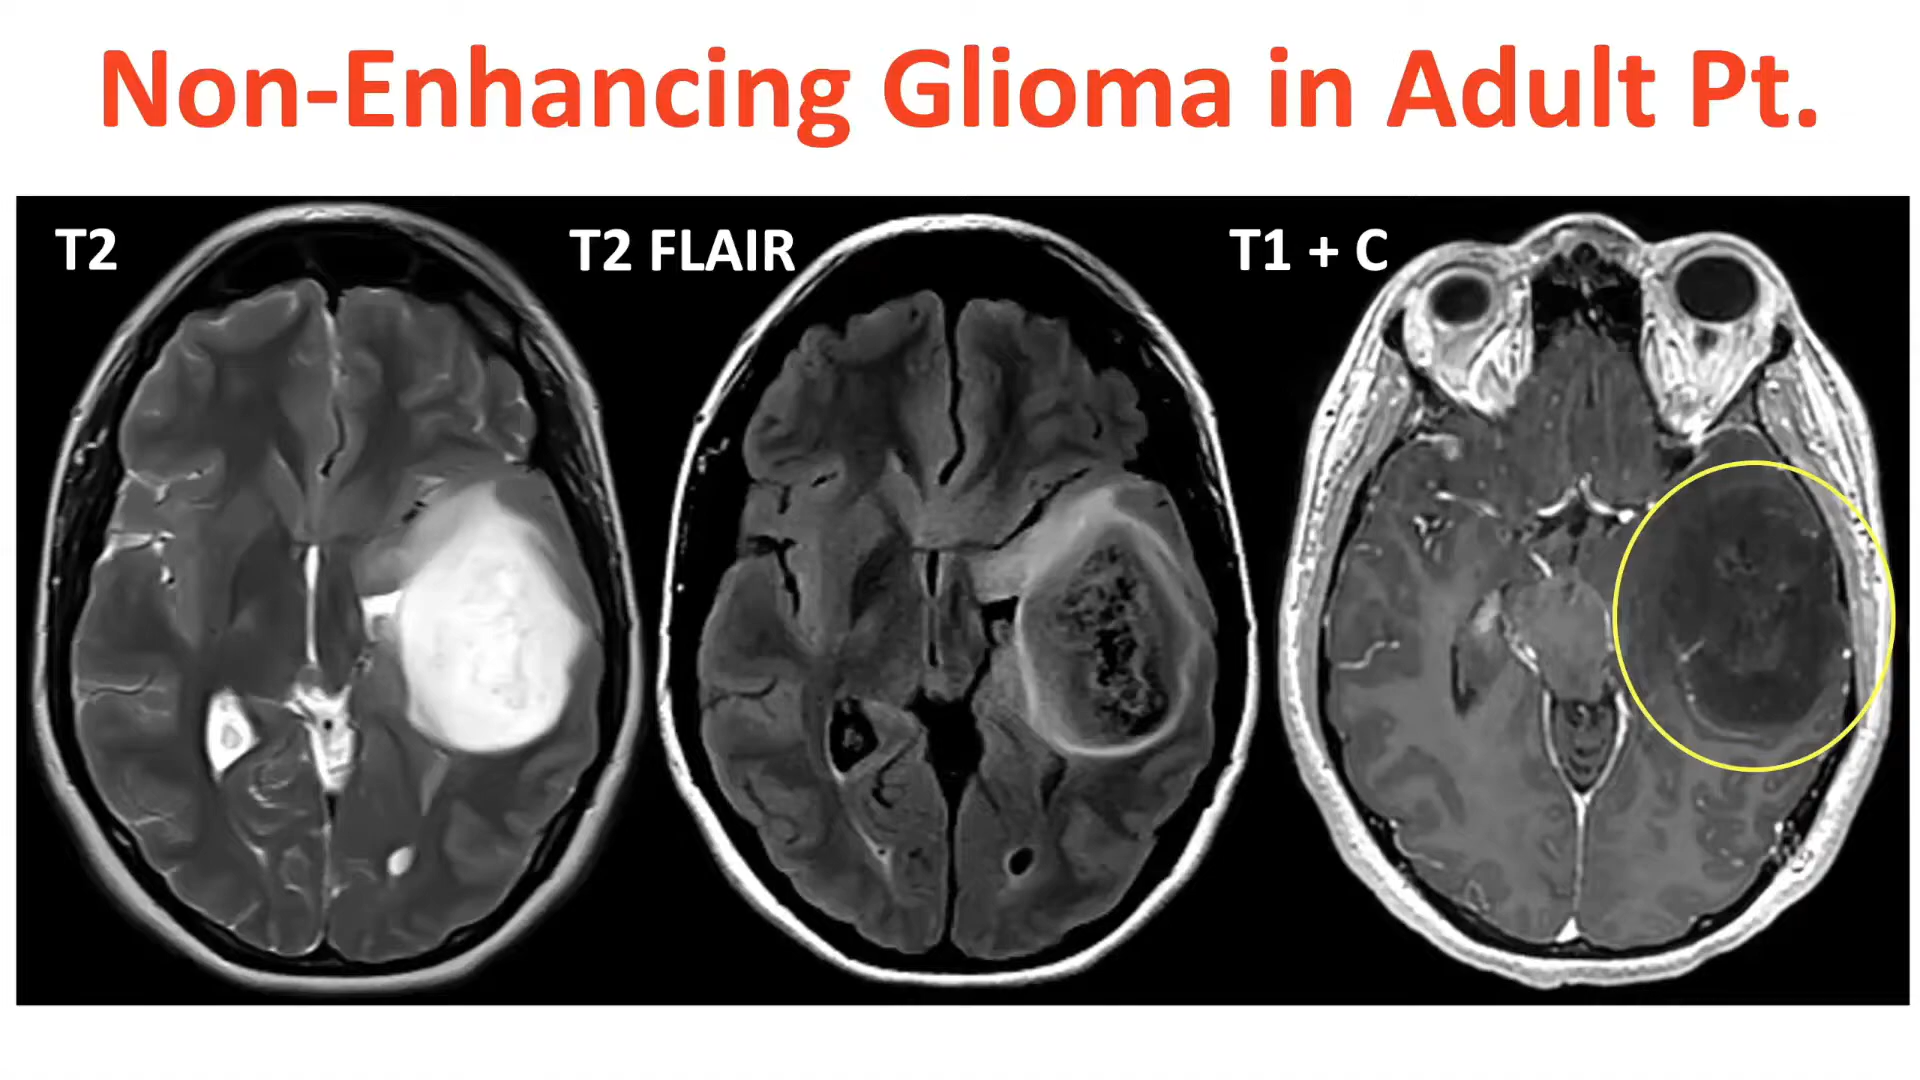 Non-Enhancing Glioma in Adult Pt.
T2
T2 FLAIR
T1 + C